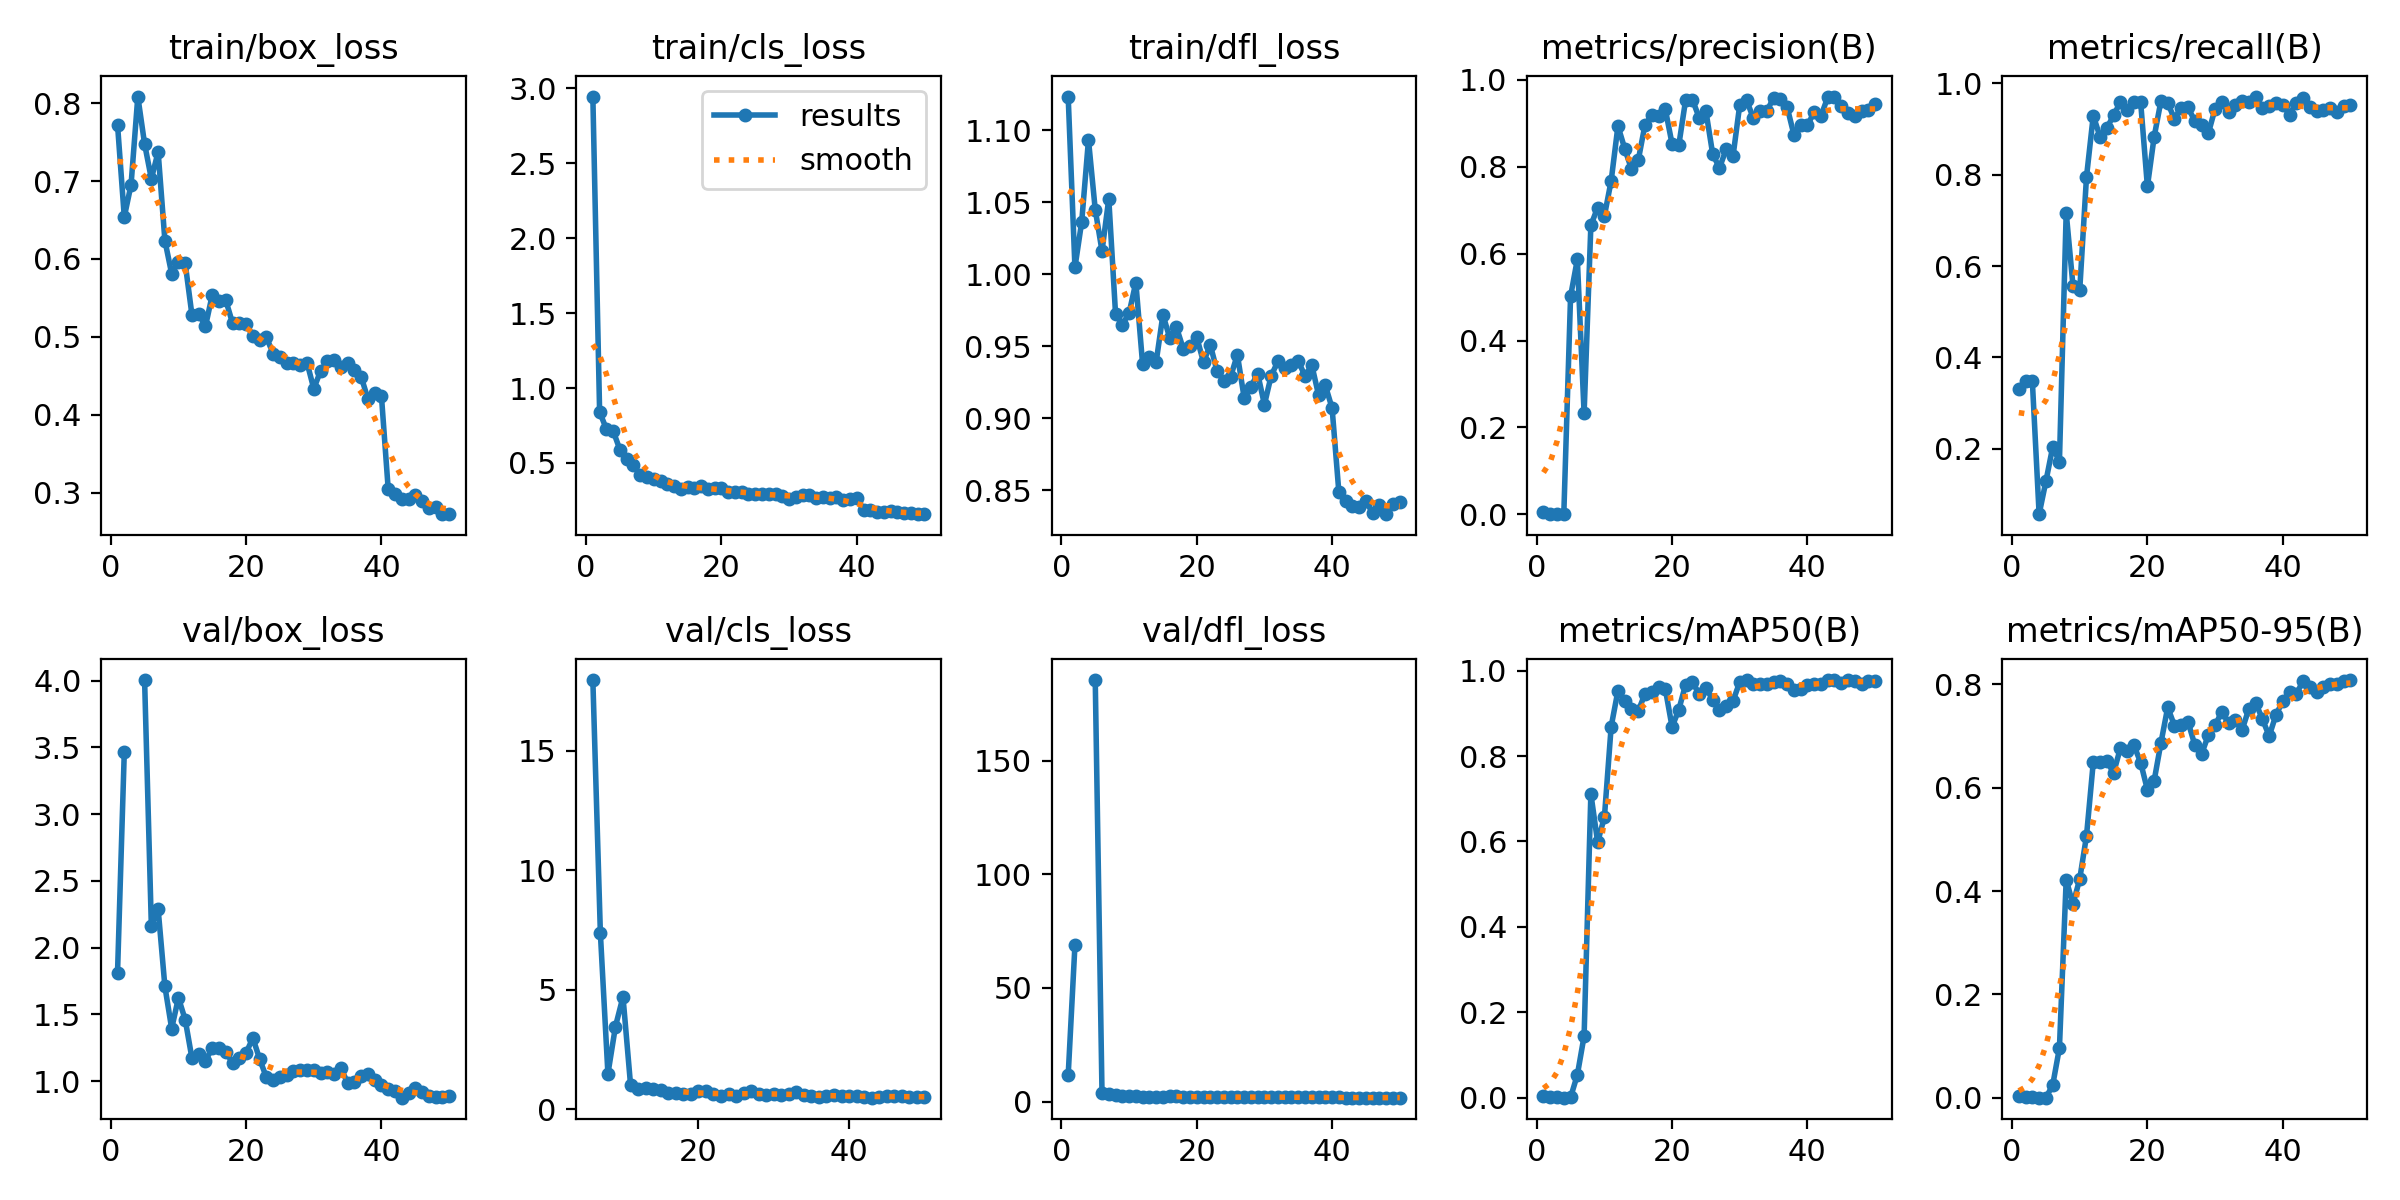 train/box_loss
0.8
0.7
0.6
0.5
0.4
0.3
0 20 40
train/cls_loss
3.0
2.5
2.0
1.5
1.0
0.5
results
smooth
0 20 40
train/dfl_loss
1.10
1.05
1.00
0.95
0.90
0.85
0 20 40
metrics/precision(B)
1.0
0.8
0.6
0.4
0.2
0.0
0 20 40
metrics/recall(B)
1.0
0.8
0.6
0.4
0.2
0 20 40
val/box_loss
4.0
3.5
3.0
2.5
2.0
1.5
1.0
0 20 40
val/cls_loss
15
10
5
0
20 40
val/dfl_loss
150
100
50
0
0 20 40
metrics/mAP50(B)
1.0
0.8
0.6
0.4
0.2
0.0
0 20 40
metrics/mAP50-95(B)
0.8
0.6
0.4
0.2
0.0
0 20 40